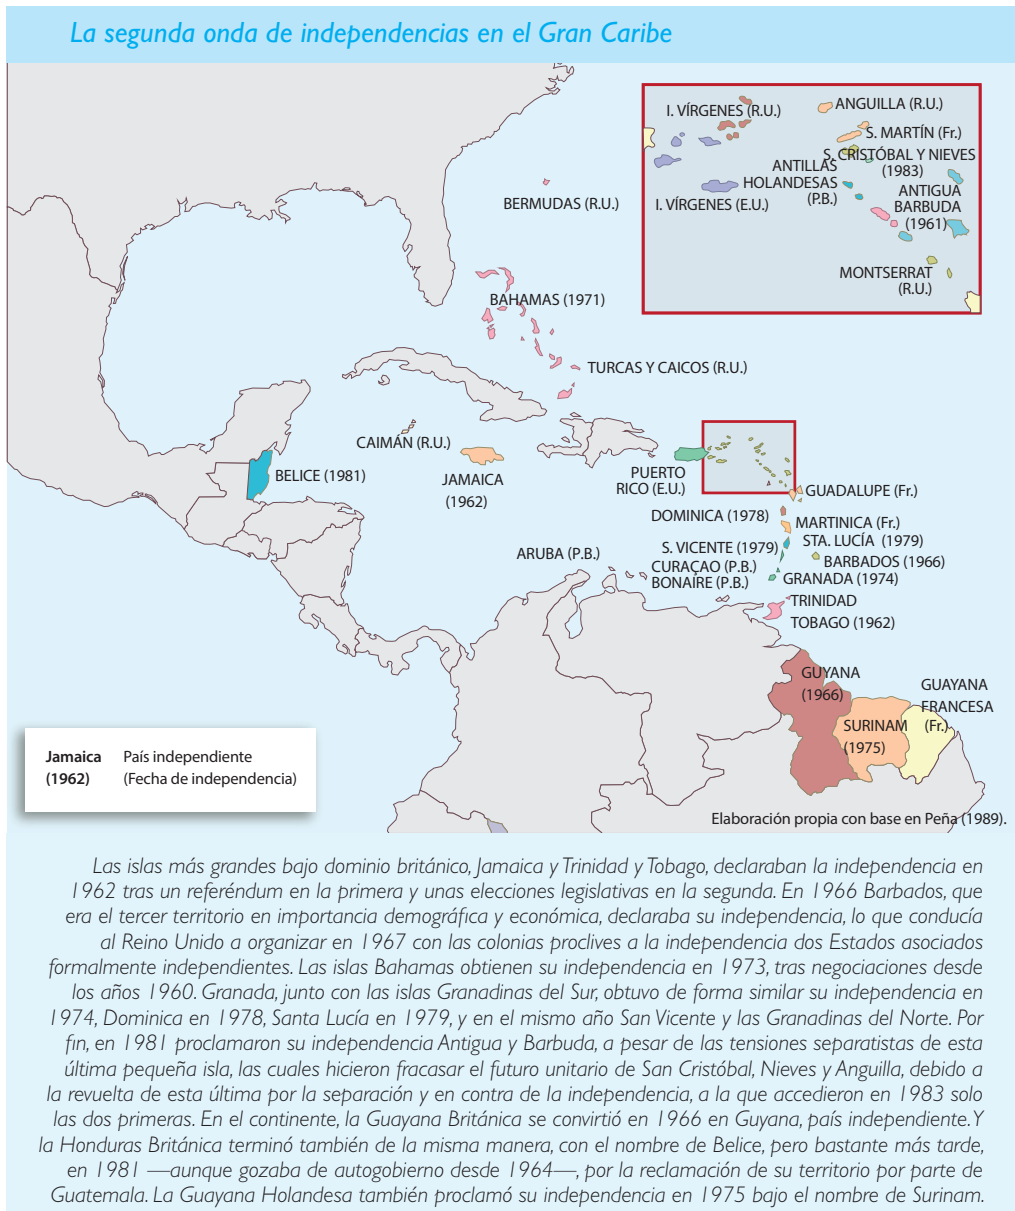 La segunda onda de independencias en el Gran Caribe
I. VÍRGENES (R.U.)
ANGUILLA (R.U.)
S. MARTÍN (Fr.)
S. CRISTÓBAL Y NIEVES
(1983)
ANTILLAS
HOLANDESAS
(P.B.)
I. VÍRGENES (E.U.)
ANTIGUA
BARBUDA
(1961)
MONTSERRAT
(R.U.)
BERMUDAS (R.U.)
BAHAMAS (1971)
TURCAS Y CAICOS (R.U.)
CAIMÁN (R.U.)
BELICE (1981)
JAMAICA
(1962)
PUERTO
RICO (E.U.)
GUADALUPE (Fr.)
DOMINICA (1978)
MARTINICA (Fr.)
STA. LUCÍA (1979)
S. VICENTE (1979)
ARUBA (P.B.)
BARBADOS (1966)
CURAÇAO (P.B.)
BONAIRE (P.B.)
GRANADA (1974)
TRINIDAD
TOBAGO (1962)
GUYANA
(1966)
GUAYANA
FRANCESA
(Fr.)
SURINAM
(1975)
Jamaica País independiente
(1962) (Fecha de independencia)
Elaboración propia con base en Peña (1989).
Las islas más grandes bajo dominio británico, Jamaica y Trinidad y Tobago, declaraban la independencia en
1962 tras un referéndum en la primera y unas elecciones legislativas en la segunda. En 1966 Barbados, que
era el tercer territorio en importancia demográfica y económica, declaraba su independencia, lo que conducía
al Reino Unido a organizar en 1967 con las colonias proclives a la independencia dos Estados asociados
formalmente independientes. Las islas Bahamas obtienen su independencia en 1973, tras negociaciones desde
los años 1960. Granada, junto con las islas Granadinas del Sur, obtuvo de forma similar su independencia en
1974, Dominica en 1978, Santa Lucía en 1979, y en el mismo año San Vicente y las Granadinas del Norte. Por
fin, en 1981 proclamaron su independencia Antigua y Barbuda, a pesar de las tensiones separatistas de esta
última pequeña isla, las cuales hicieron fracasar el futuro unitario de San Cristóbal, Nieves y Anguilla, debido a
la revuelta de esta última por la separación y en contra de la independencia, a la que accedieron en 1983 solo
las dos primeras. En el continente, la Guayana Británica se convirtió en 1966 en Guyana, país independiente. Y
la Honduras Británica terminó también de la misma manera, con el nombre de Belice, pero bastante más tarde,
en 1981 —aunque gozaba de autogobierno desde 1964—, por la reclamación de su territorio por parte de
Guatemala. La Guayana Holandesa también proclamó su independencia en 1975 bajo el nombre de Surinam.